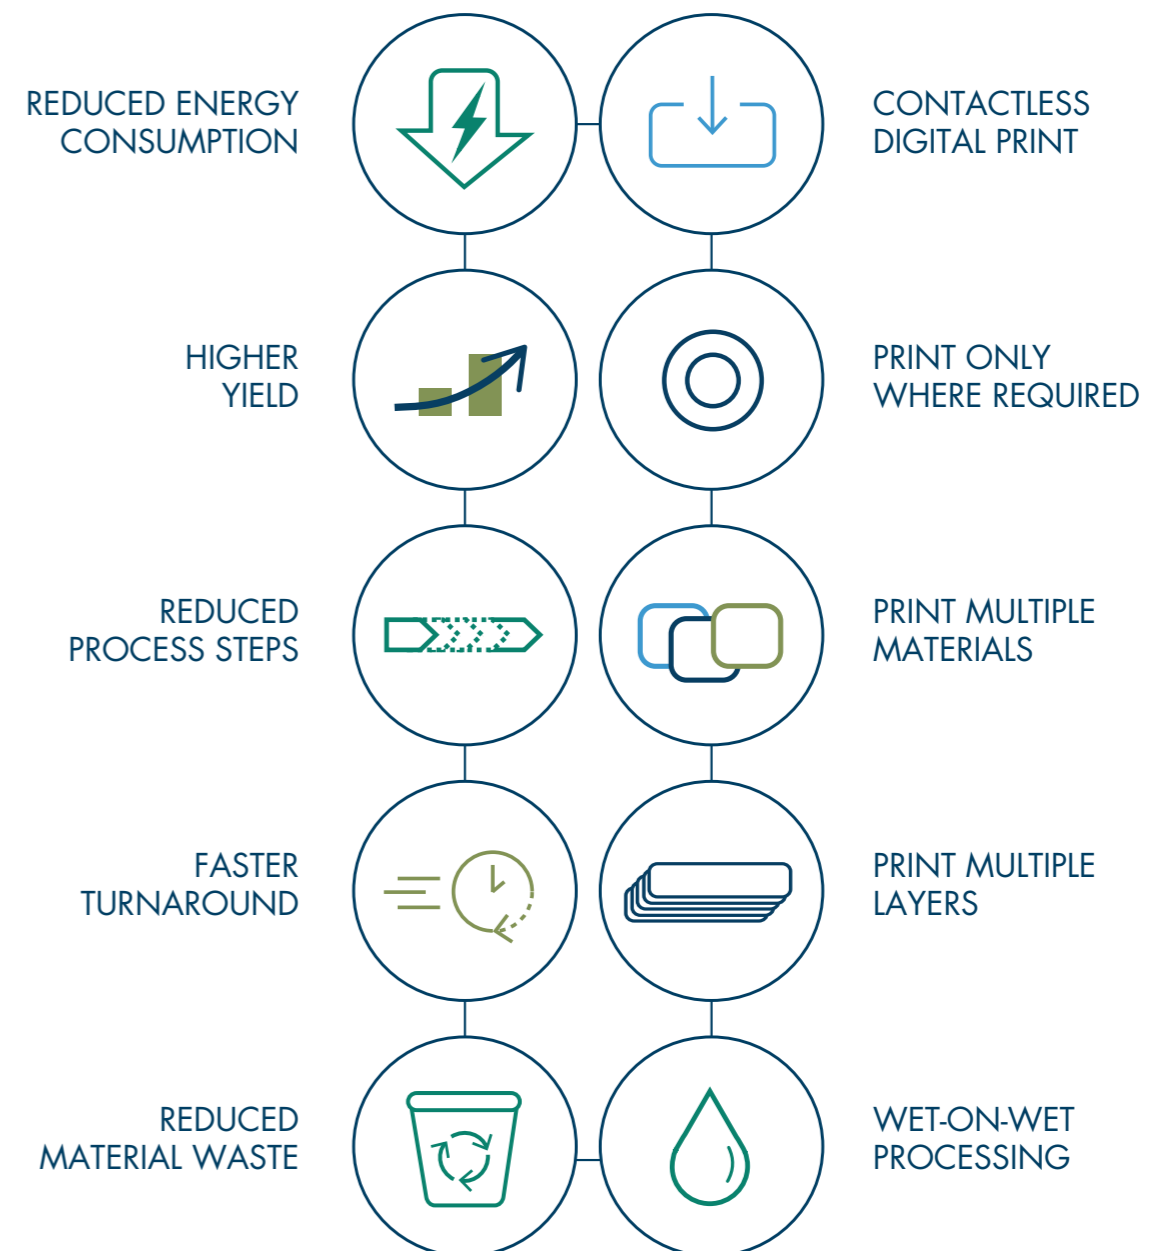 REDUCED ENERGY
CONSUMPTION
CONTACTLESS
DIGITAL PRINT
HIGHER
YIELD
PRINT ONLY
WHERE REQUIRED
REDUCED
PROCESS STEPS
PRINT MULTIPLE
MATERIALS
FASTER
TURNAROUND
PRINT MULTIPLE
LAYERS
REDUCED
MATERIAL WASTE
WET-ON-WET
PROCESSING